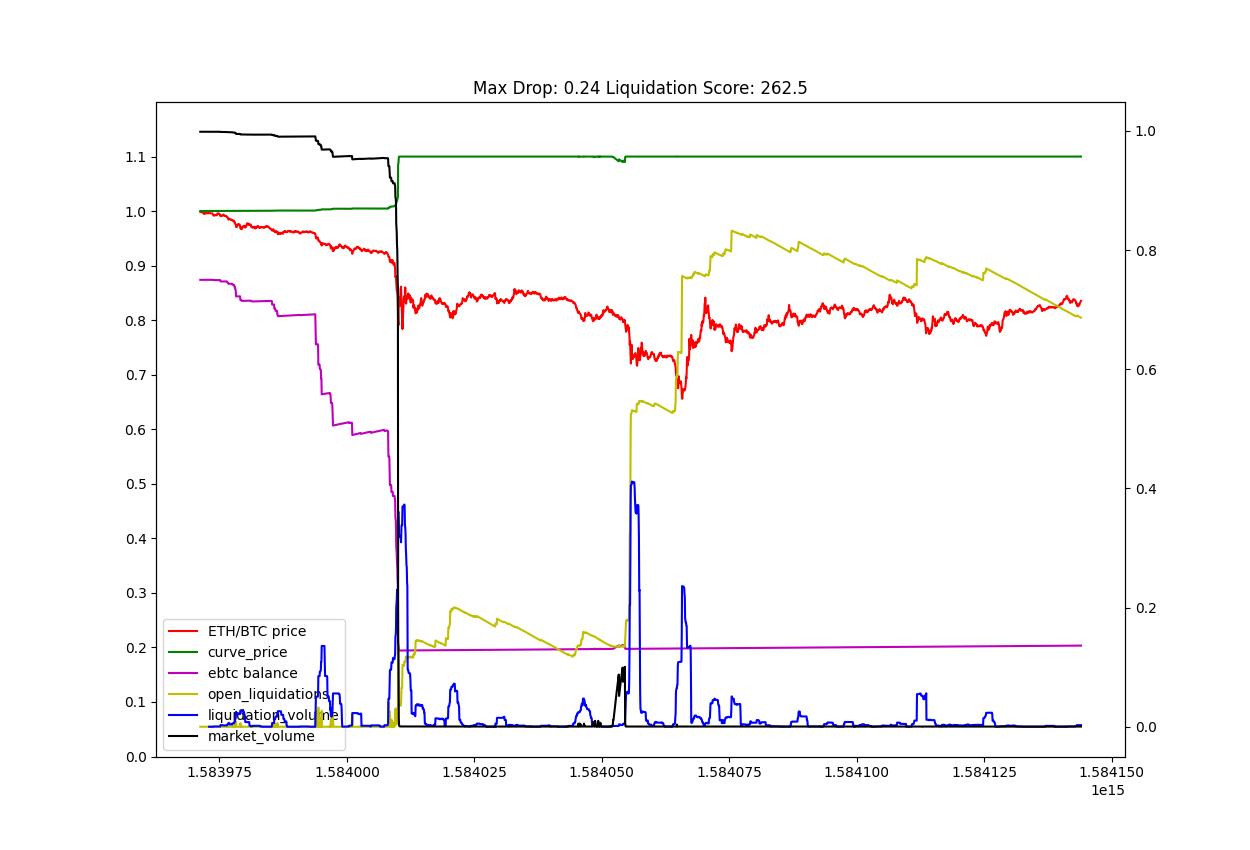 Max Drop: 0.24 Liquidation Score: 262.5
1.1
1.0
0.9
0.8
0.7
0.6
0.5
0.4
0.3
0.2
0.1
0.0
1.0
0.8
0.6
0.4
0.2
0.0
ETH/BTC price
curve_price
ebtc balance
open_liquidations
liquidation_volume
market_volume
1.583975 1.584000 1.584025 1.584050 1.584075 1.584100 1.584125 1.584150
1e15